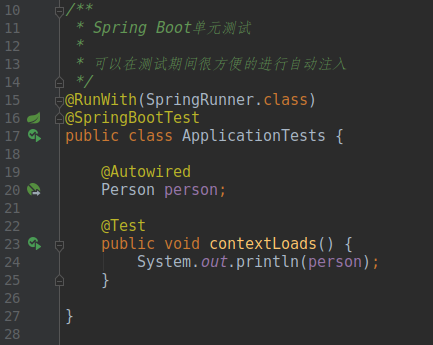 10 /**
11  * Spring Boot单元测试
12  *
13  * 可以在测试期间很方便的进行自动注入
14  */
15 @RunWith(SpringRunner.class)
16 @SpringBootTest
17 public class ApplicationTests {
18
19     @Autowired
20     Person person;
21
22     @Test
23     public void contextLoads() {
24         System.out.println(person);
25     }
26
27 }
28